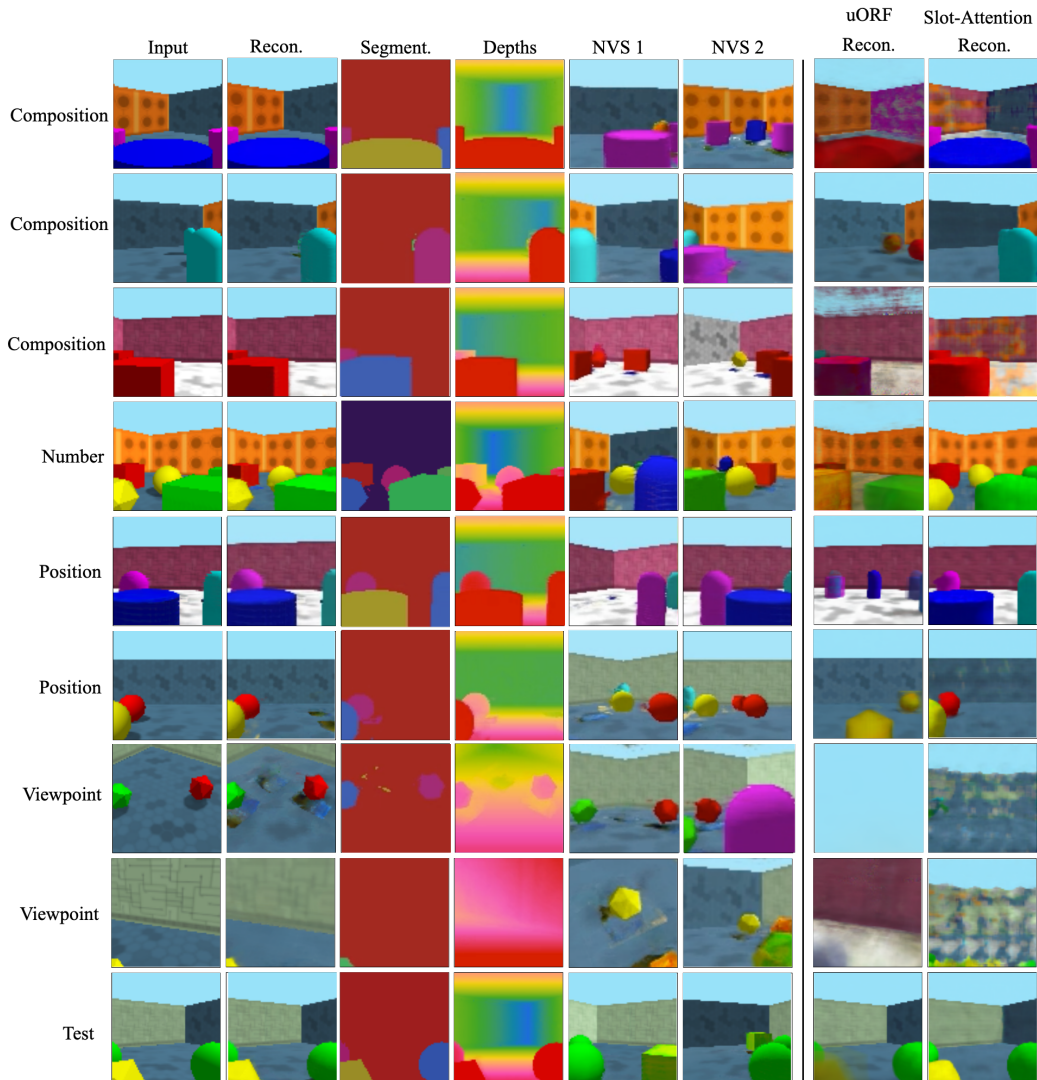 uORF Slot-Attention
Input Recon. Segment. Depths NVS 1 NVS 2 Recon. Recon.
Composition
Composition
Composition
Number
Position
Position
Viewpoint
Viewpoint
Test